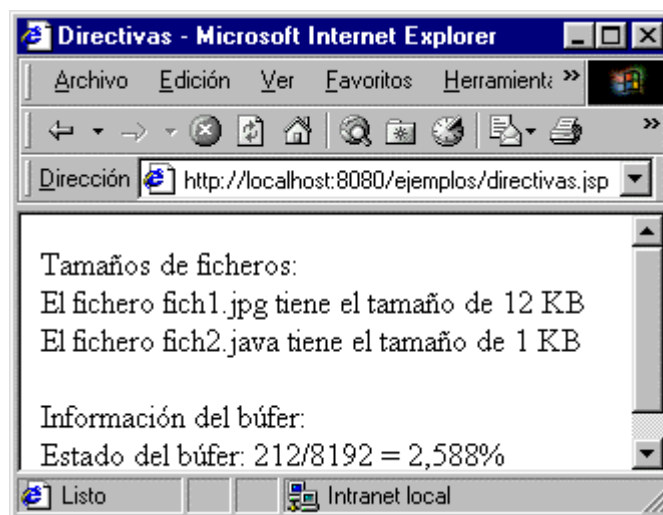 Directivas - Microsoft Internet Explorer
Archivo Edición Ver Favoritos Herramienta »
»
Dirección http://localhost:8080/ejemplos/directivas.jsp
Tamaños de ficheros:
El fichero fich1.jpg tiene el tamaño de 12 KB
El fichero fich2.java tiene el tamaño de 1 KB
Información del búfer:
Estado del búfer: 212/8192 = 2,588%
Listo Intranet local